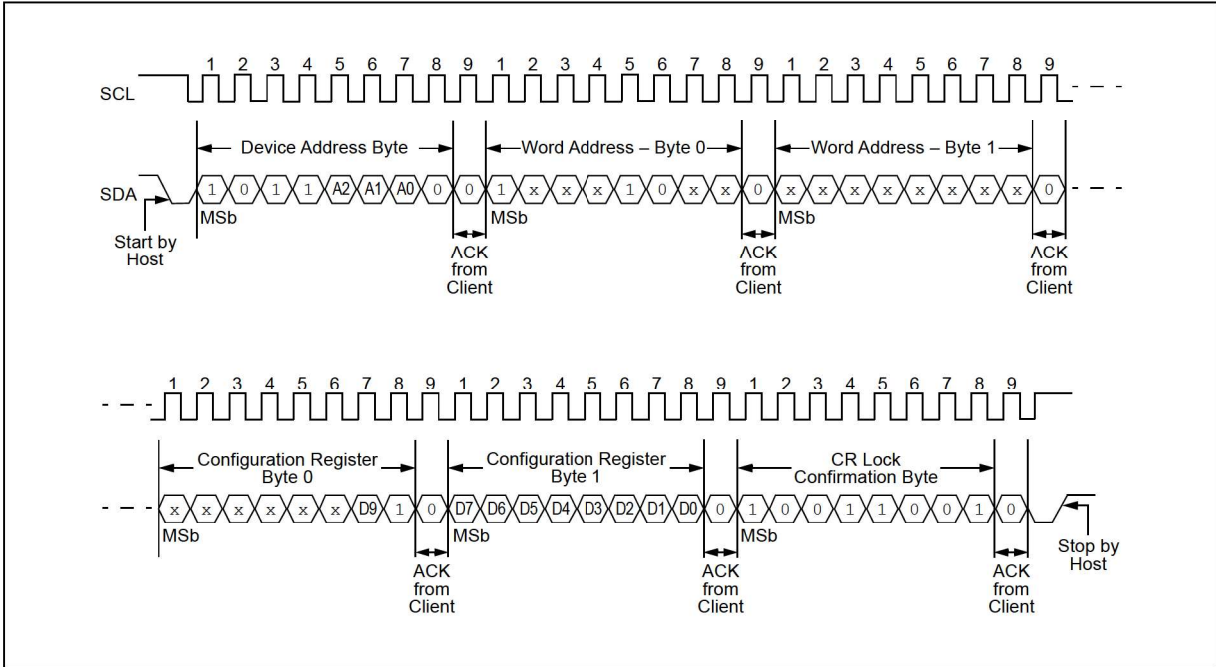 1 2 3 4 5 6 7 8 9 1 2 3 4 5 6 7 8 9 1 2 3 4 5 6 7 8 9
SCL
Device Address Byte Word Address – Byte 0 Word Address – Byte 1
SDA 1 0 1 1 A2 A1 A0 0 0 1 x x x 1 0 x x 0 x x x x x x x x 0
MSb MSb MSb
Start by Host
ACK from Client
ACK from Client
ACK from Client
1 2 3 4 5 6 7 8 9 1 2 3 4 5 6 7 8 9 1 2 3 4 5 6 7 8 9
Configuration Register Byte 0
Configuration Register Byte 1
CR Lock Confirmation Byte
x x x x x x D9 1 0 D7 D6 D5 D4 D3 D2 D1 D0 0 1 0 0 1 1 0 0 1 0
MSb MSb MSb
Stop by Host
ACK from Client
ACK from Client
ACK from Client